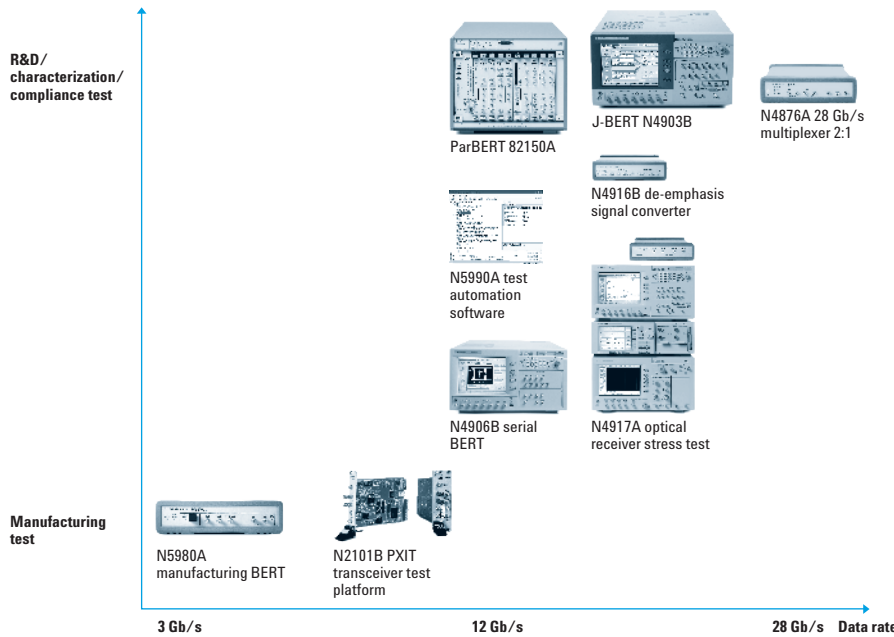 R&D/
characterization/
compliance test
ParBERT 82150A
J-BERT N4903B
N4876A 28 Gb/s
multiplexer 2:1
N4916B de-emphasis
signal converter
N5990A test
automation
software
N4906B serial
BERT
N4917A optical
receiver stress test
Manufacturing
test
N5980A
manufacturing BERT
N2101B PXIT
transceiver test
platform
3 Gb/s
12 Gb/s
28 Gb/s
Data rate